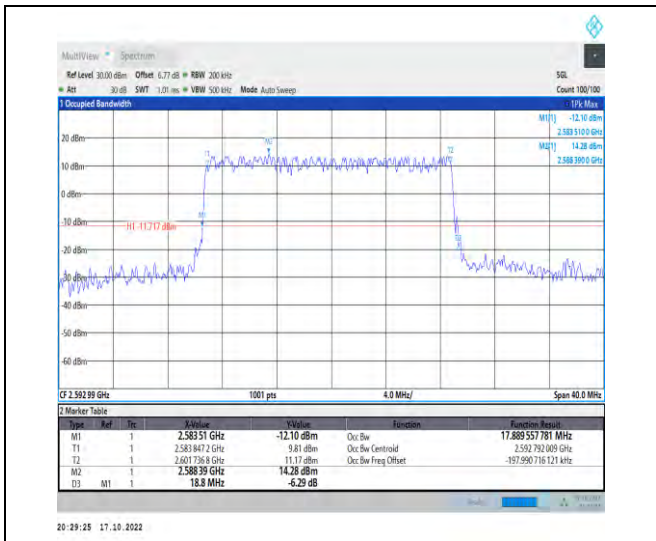 MultiView Spectrum
Ref Level 30.00 dBm Offset 6.77 dB RBW 200 kHz SGL
Att 30 dB SWT 1.01 ms VBW 500 kHz Mode Auto Sweep Count 100/100
1 Occupied Bandwidth 1Pk Max
M1[1] -12.10 dBm
2.583 510 0 GHz
14.28 dBm
2.588 390 0 GHz
20 dBm
10 dBm
0 dBm
-10 dBm
-20 dBm
-30 dBm
-40 dBm
-50 dBm
-60 dBm
H1 -11.717 dBm
T1
M2
T2
M1
CF 2.592 99 GHz 1001 pts 4.0 MHz/ Span 40.0 MHz
2 Marker Table
Type Ref Trc X-Value Y-Value Function Function Result
M1 1 2.583 51 GHz -12.10 dBm Occ Bw 17.889 557 781 MHz
T1 1 2.583 847 2 GHz 9.81 dBm Occ Bw Centroid 2.592 792 009 GHz
T2 1 2.601 736 8 GHz 11.17 dBm Occ Bw Freq Offset -197.990 716 121 kHz
M2 1 2.588 39 GHz 14.28 dBm
D3 M1 1 18.8 MHz -6.29 dB
20:29:25 17.10.2022